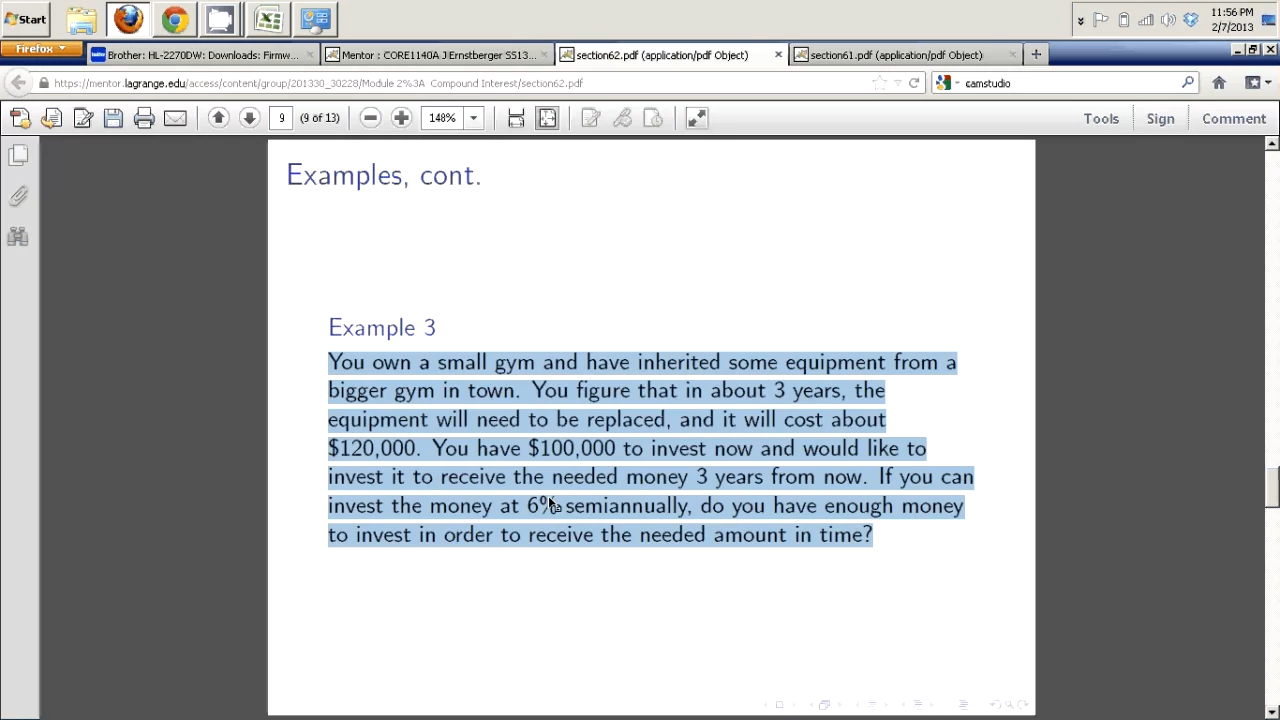 Start
11:56 PM
2/7/2013
Firefox
Brother: HL-2270DW: Downloads: Firmw...
Mentor : CORE1140A J Ernstberger SS13...
section62.pdf (application/pdf Object)
section61.pdf (application/pdf Object)
https://mentor.lagrange.edu/access/content/group/201330_30228/Module 2%3A Compound Interest/section62.pdf
camstudio
9
(9 of 13)
148%
Tools
Sign
Comment
Examples, cont.
Example 3
You own a small gym and have inherited some equipment from a
bigger gym in town. You figure that in about 3 years, the
equipment will need to be replaced, and it will cost about
$120,000. You have $100,000 to invest now and would like to
invest it to receive the needed money 3 years from now. If you can
invest the money at 6% semiannually, do you have enough money
to invest in order to receive the needed amount in time?